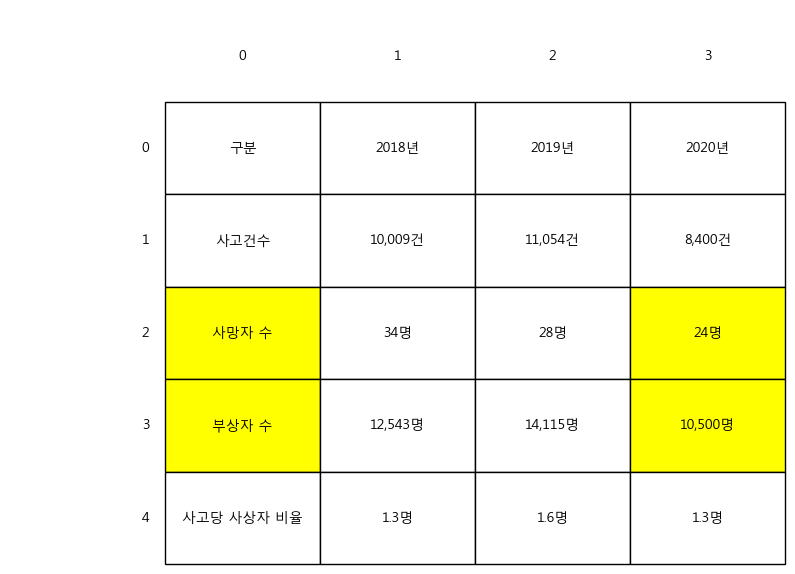 0 1 2 3
0 구분 2018년 2019년 2020년
1 사고건수 10,009건 11,054건 8,400건
2 사망자 수 34명 28명 24명
3 부상자 수 12,543명 14,115명 10,500명
4 사고당 사상자 비율 1.3명 1.6명 1.3명